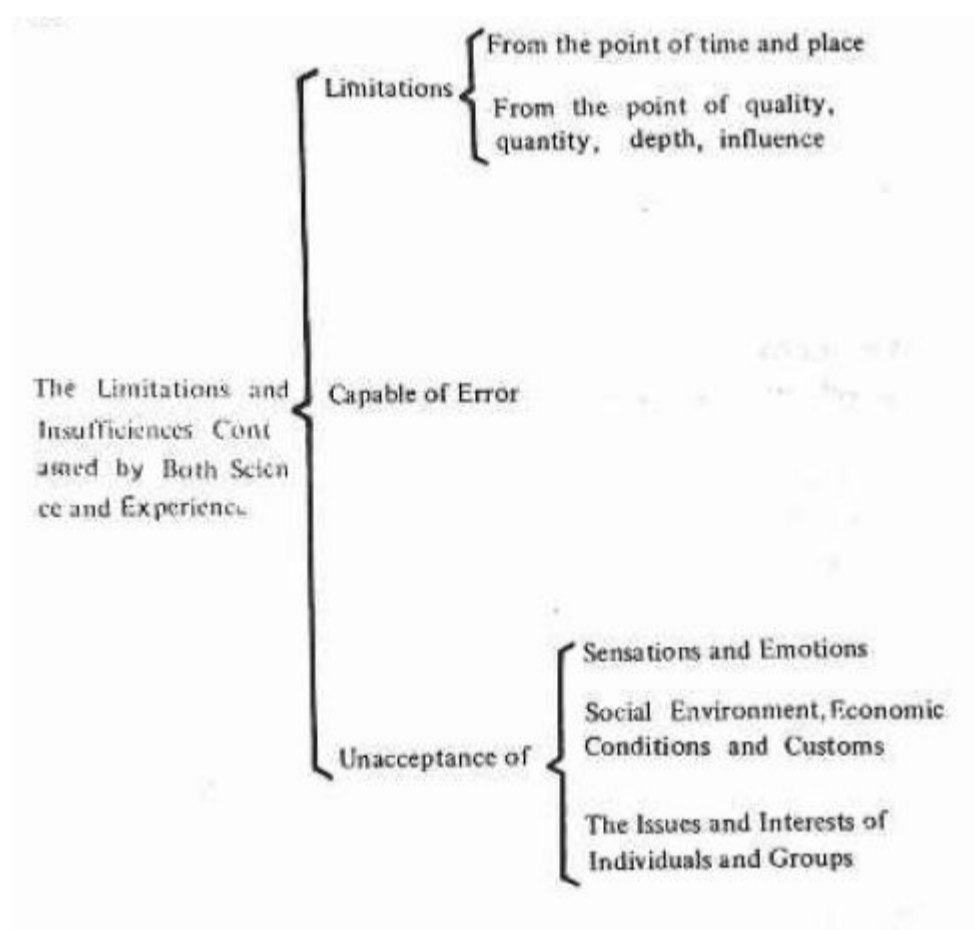 From the point of time and place
Limitations
From the point of quality,
quantity, depth, influence
The Limitations and
Insufficiences Cont
ained by Both Scien
ce and Experience
Capable of Error
Sensations and Emotions
Social Environment, Economic
Conditions and Customs
Unacceptance of
The Issues and Interests of
Individuals and Groups